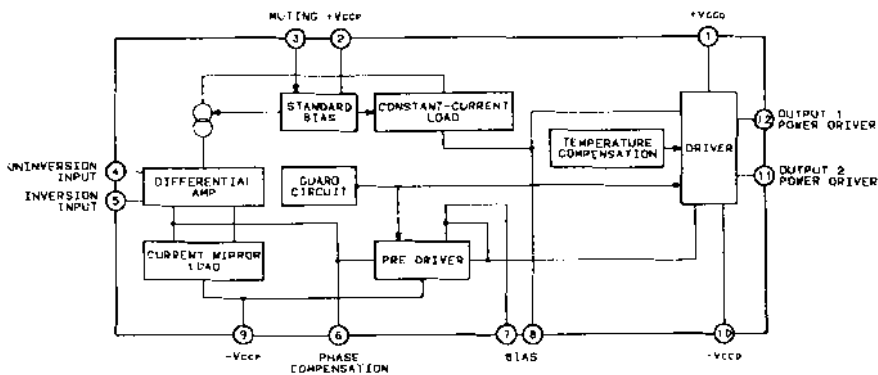 MUTING +VCCP
+VCCD
3
2
1
STANDARD
BIAS
CONSTANT-CURRENT
LOAD
12
OUTPUT 1
POWER DRIVER
TEMPERATURE
COMPENSATION
DRIVER
UNINVERSION
INPUT
4
DIFFERENTIAL
AMP
GUARD
CIRCUIT
11
OUTPUT 2
POWER DRIVER
INVERSION
INPUT
5
CURRENT MIRROR
LOAD
PRE DRIVER
9
6
7
8
10
-VCCP
PHASE
COMPENSATION
BIAS
-VCCD